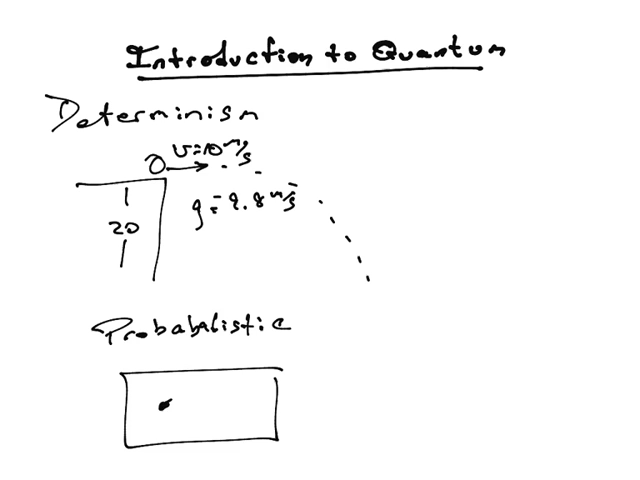 Introduction to Quantum
Determinism
v=10 m/s
g=-9.8 m/s
20
Probabalistic